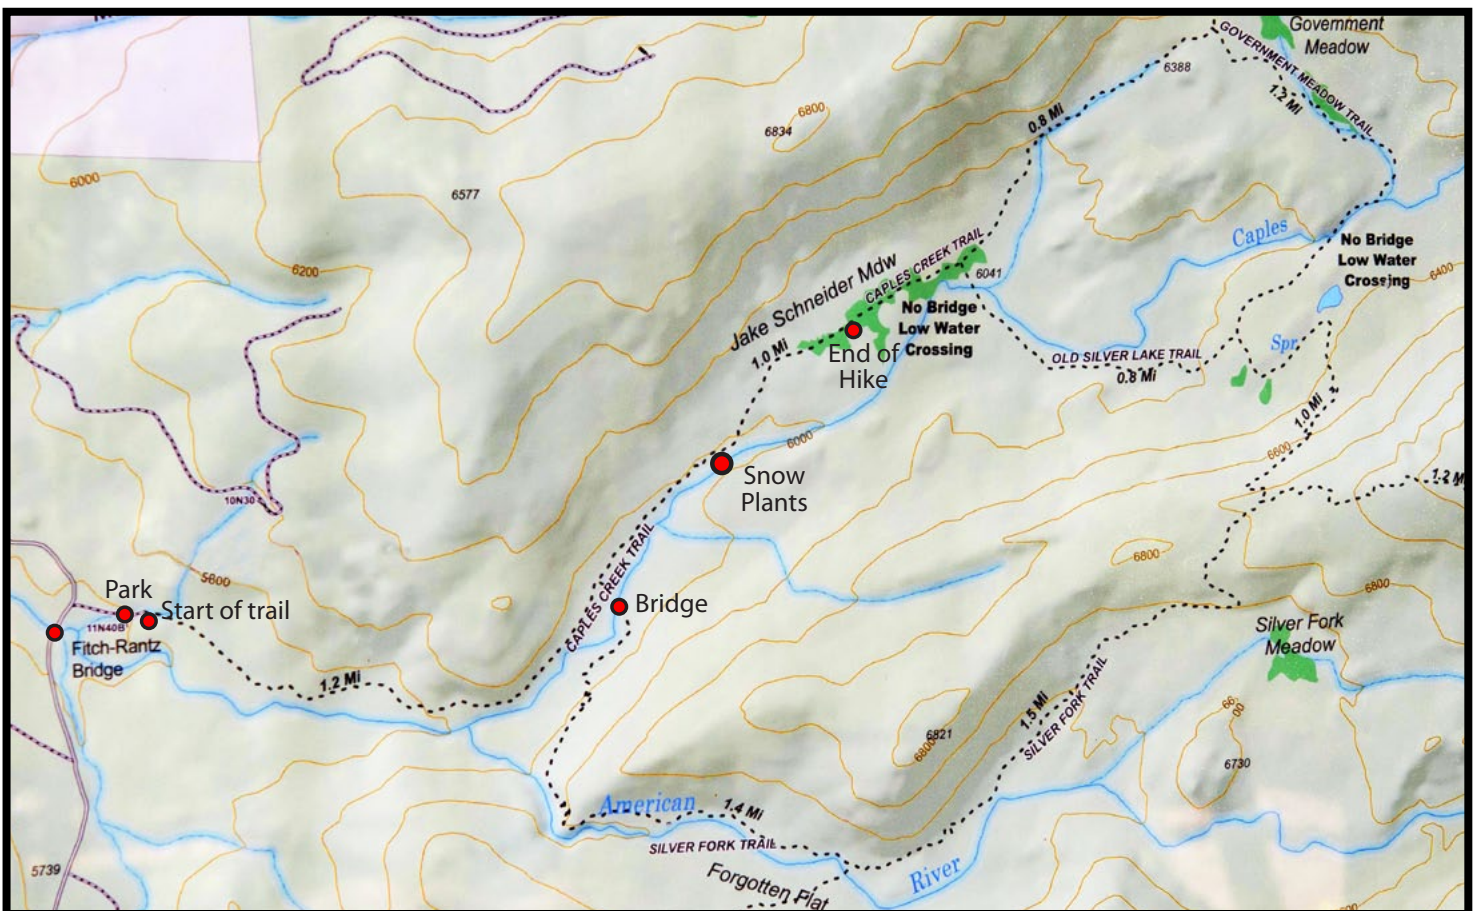 Government
Meadow
GOVERNMENT MEADOW TRAIL
1.2 Mi
6388
0.8 Mi
6800
6834
6000
6577
Caples
No Bridge
Low Water
Crossing
6400
6200
Jake Schneider Mdw
CAPLES CREEK TRAIL
6041
No Bridge
Low Water
Crossing
1.0 Mi
End of
Hike
OLD SILVER LAKE TRAIL
0.8 Mi
Spr
1.0 Mi
6000
6600
Snow
Plants
1.2 M
10N30
CAPLES CREEK TRAIL
5800
6800
6800
Park
Start of trail
11N40B
Fitch-Rantz
Bridge
Bridge
Silver Fork
Meadow
1.2 Mi
1.5 Mi
SILVER FORK TRAIL
6600
6821
6800
6730
American
1.4 Mi
SILVER FORK TRAIL
River
Forgotten Flat
5739